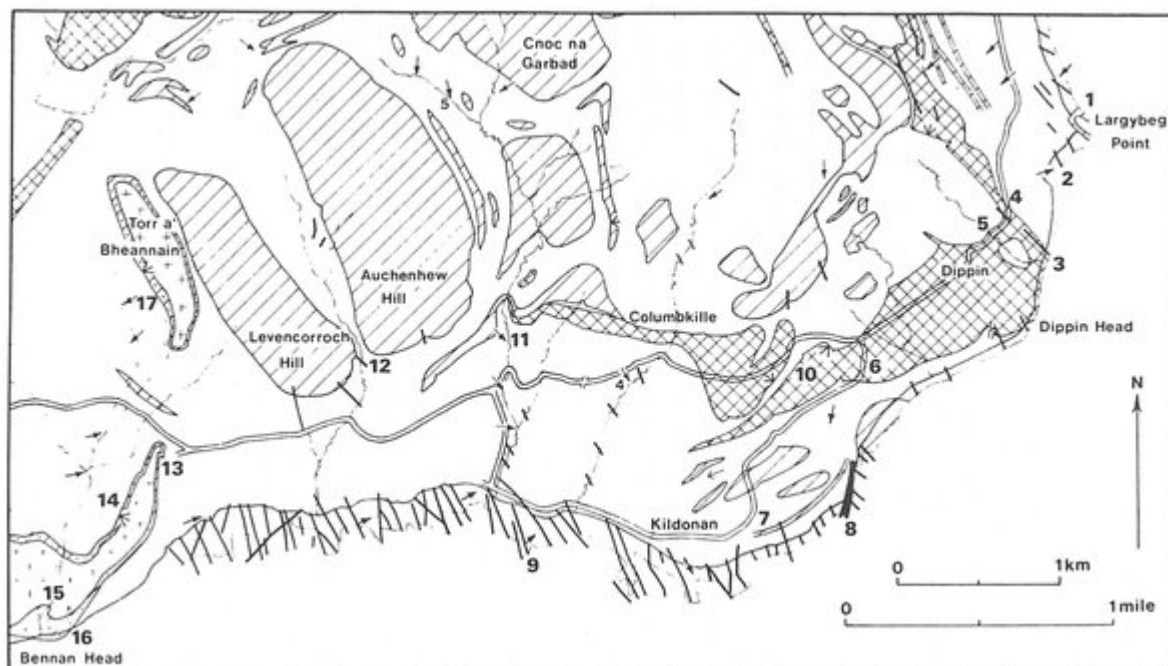 Cnoc na
Garbad
5
1
Largybeg
Point
2
4
5
3
Torr a'
Bheannain
Dippin
17
Auchenhew
Hill
Columbkille
Dippin Head
Levencorroch
Hill
11
12
10
6
4
N
13
14
Kildonan
7
8
9
0
1km
15
0
1mile
16
Bennan Head